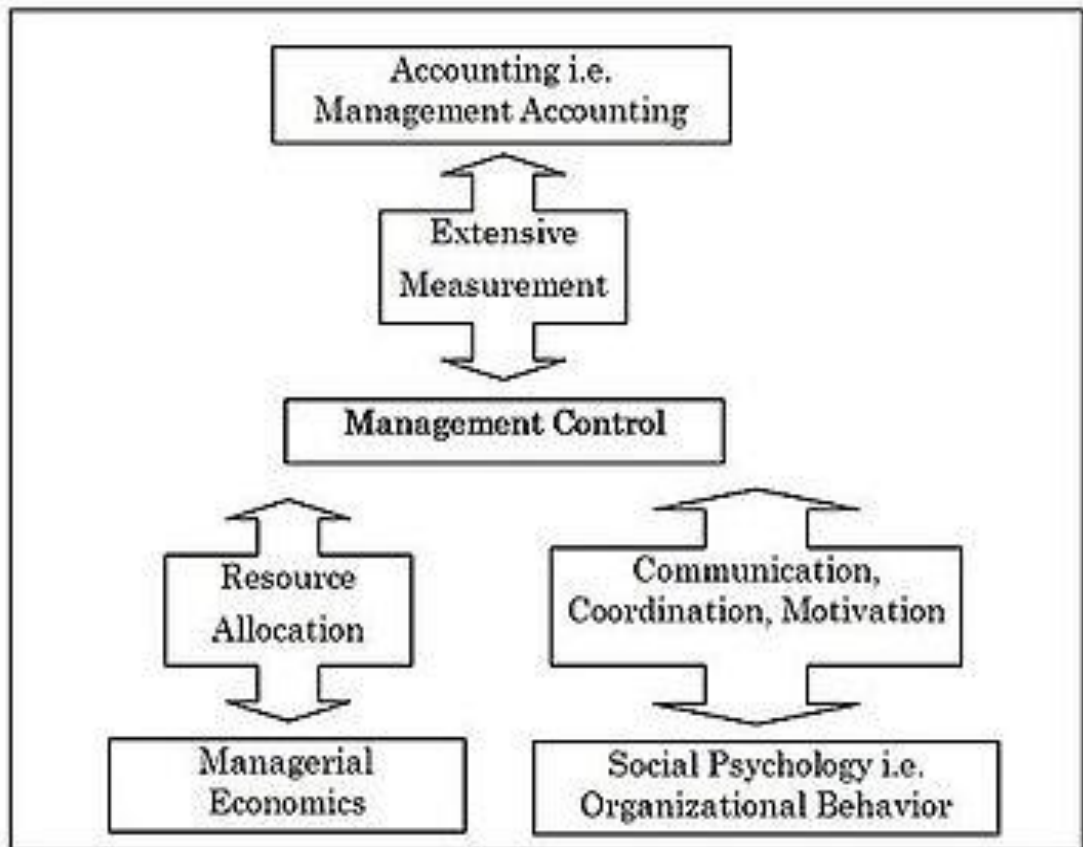 Accounting i.e.
Management Accounting
Extensive
Measurement
Management Control
Resource
Allocation
Communication,
Coordination, Motivation
Managerial
Economics
Social Psychology i.e.
Organizational Behavior